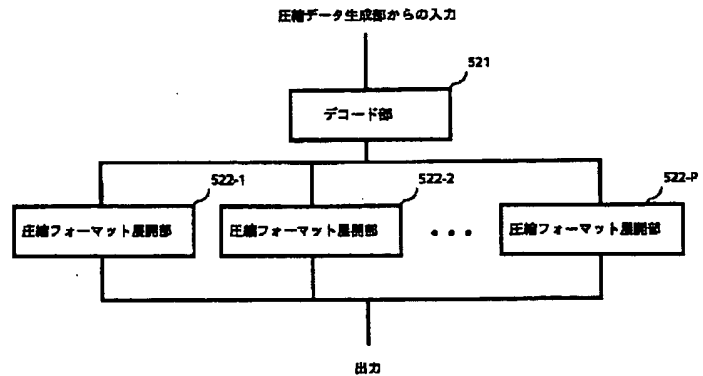 圧縮データ生成部からの入力
521
デコード部
522-1
522-2
522-P
圧縮フォーマット展開部
圧縮フォーマット展開部
・・・
圧縮フォーマット展開部
出力